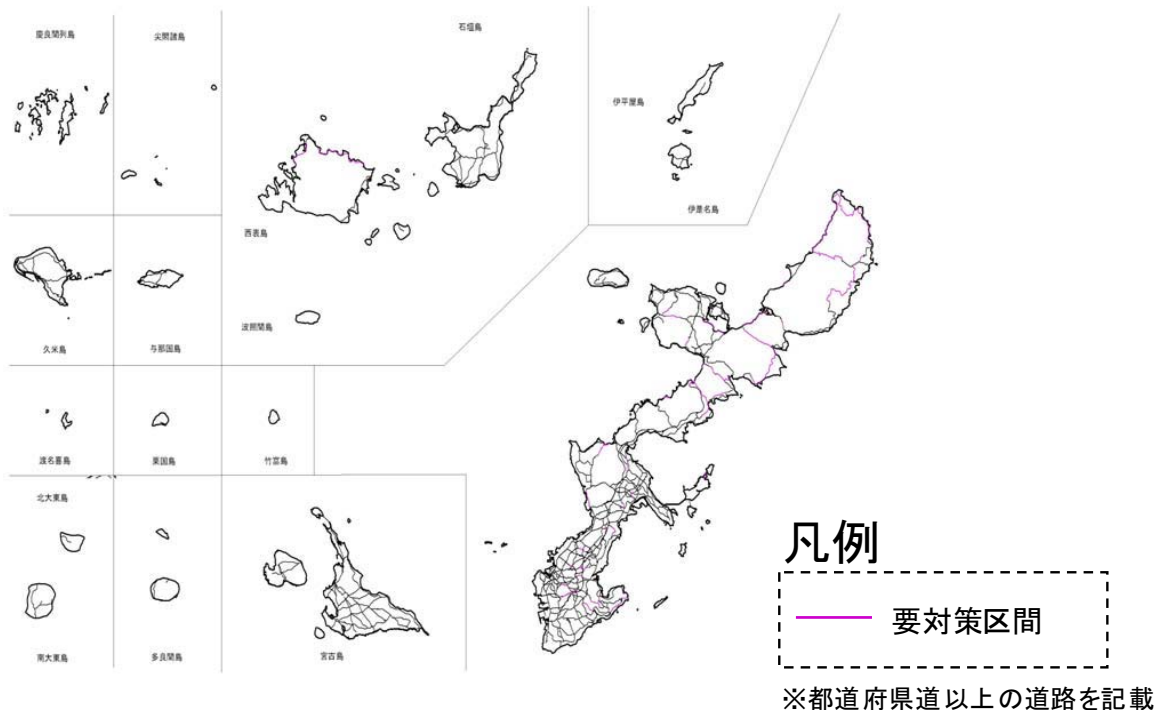 慶良間列島
尖閣諸島
石垣島
伊平屋島
伊是名島
西表島
波照間島
久米島
与那国島
渡名喜島
粟国島
竹富島
北大東島
南大東島
多良間島
宮古島
凡例
要対策区間
※都道府県道以上の道路を記載